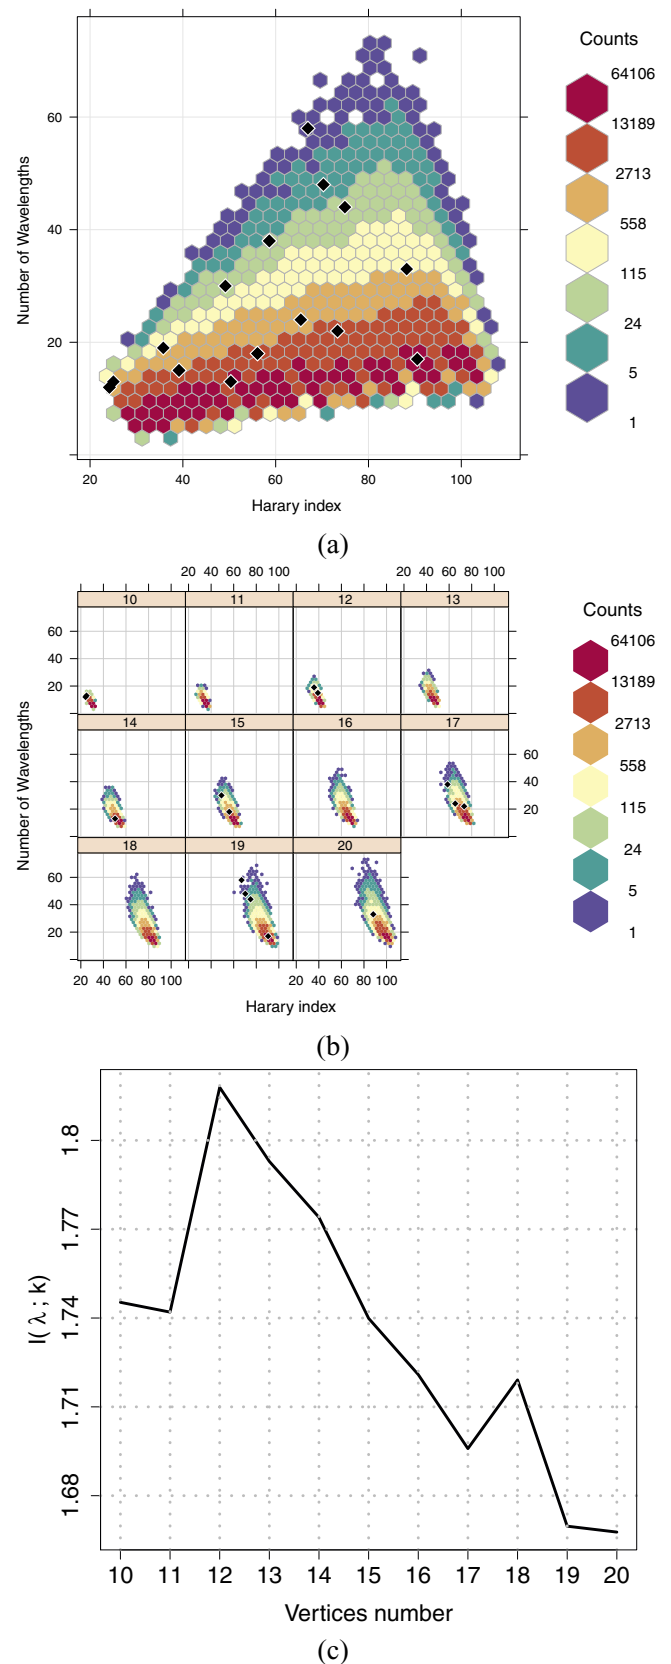 Counts
64106
13189
2713
558
115
24
5
1
60
40
20
Number of Wavelengths
20 40 60 80 100
Harary index
(a)
20 40 60 80 100 20 40 60 80 100
10 11 12 13
60
40
20
14 15 16 17
60
40
20
18 19 20
60
40
20
20 40 60 80 100 20 40 60 80 100
Number of Wavelengths
Harary index
Counts
64106
13189
2713
558
115
24
5
1
(b)
1.8
1.77
1.74
1.71
1.68
I( λ ; k)
10 11 12 13 14 15 16 17 18 19 20
Vertices number
(c)